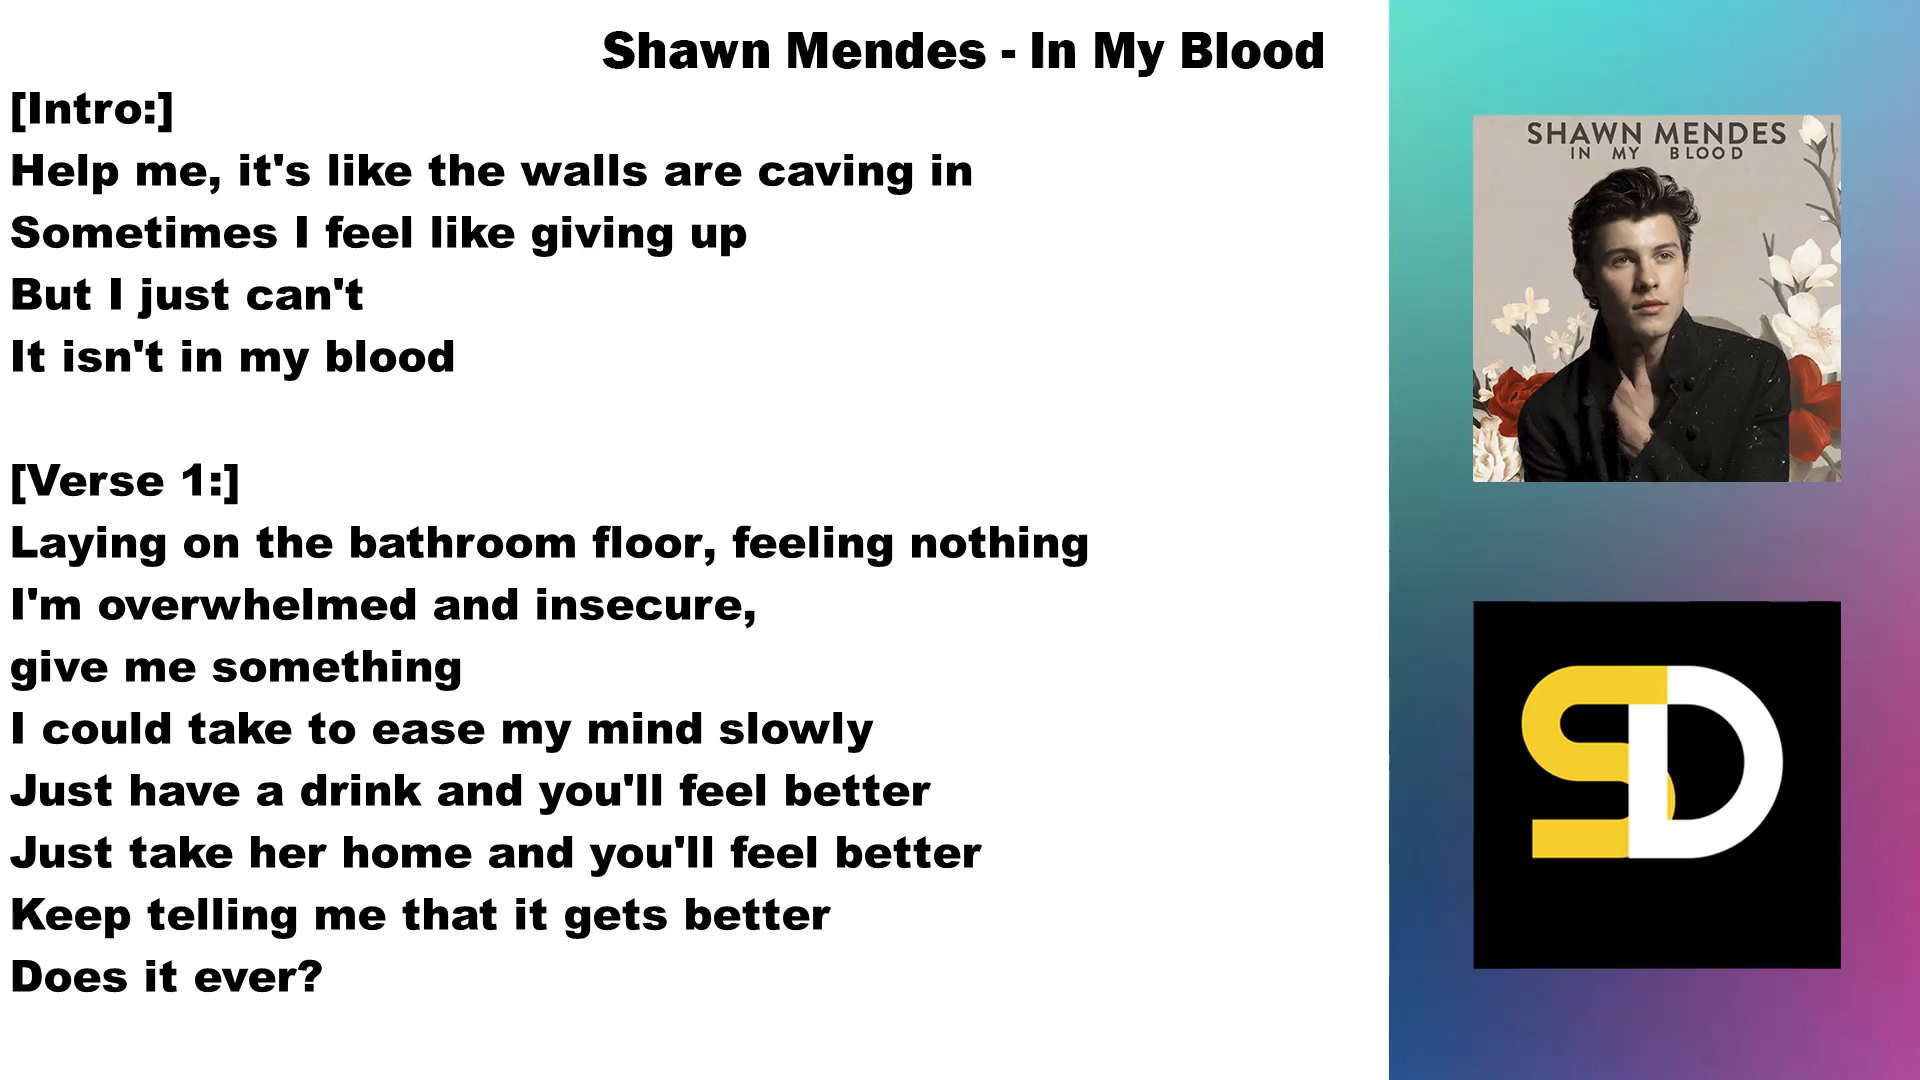 Shawn Mendes - In My Blood
[Intro:]
Help me, it's like the walls are caving in
Sometimes I feel like giving up
But I just can't
It isn't in my blood
[Verse 1:]
Laying on the bathroom floor, feeling nothing
I'm overwhelmed and insecure,
give me something
I could take to ease my mind slowly
Just have a drink and you'll feel better
Just take her home and you'll feel better
Keep telling me that it gets better
Does it ever?
SHAWN MENDES
IN MY BLOOD
SD